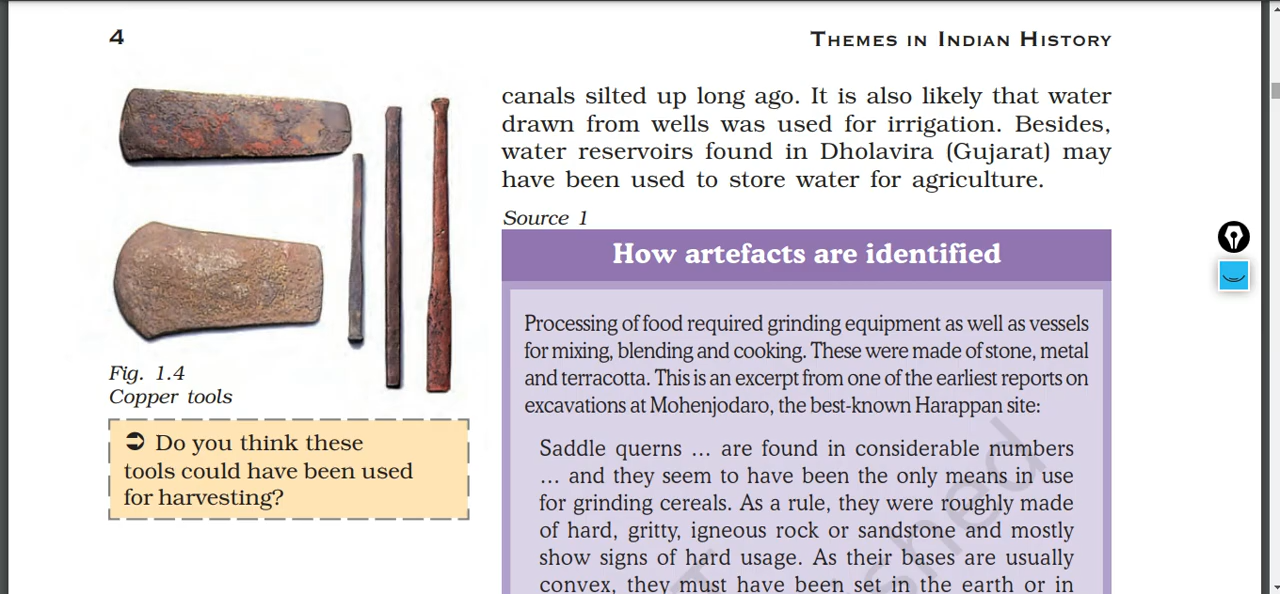 4
THEMES IN INDIAN HISTORY
canals silted up long ago. It is also likely that water
drawn from wells was used for irrigation. Besides,
water reservoirs found in Dholavira (Gujarat) may
have been used to store water for agriculture.
Source 1
How artefacts are identified
Processing of food required grinding equipment as well as vessels
for mixing, blending and cooking. These were made of stone, metal
and terracotta. This is an excerpt from one of the earliest reports on
excavations at Mohenjodaro, the best-known Harappan site:
Saddle querns ... are found in considerable numbers
... and they seem to have been the only means in use
for grinding cereals. As a rule, they were roughly made
of hard, gritty, igneous rock or sandstone and mostly
show signs of hard usage. As their bases are usually
convex, they must have been set in the earth or in
Fig. 1.4
Copper tools
➲ Do you think these
tools could have been used
for harvesting?